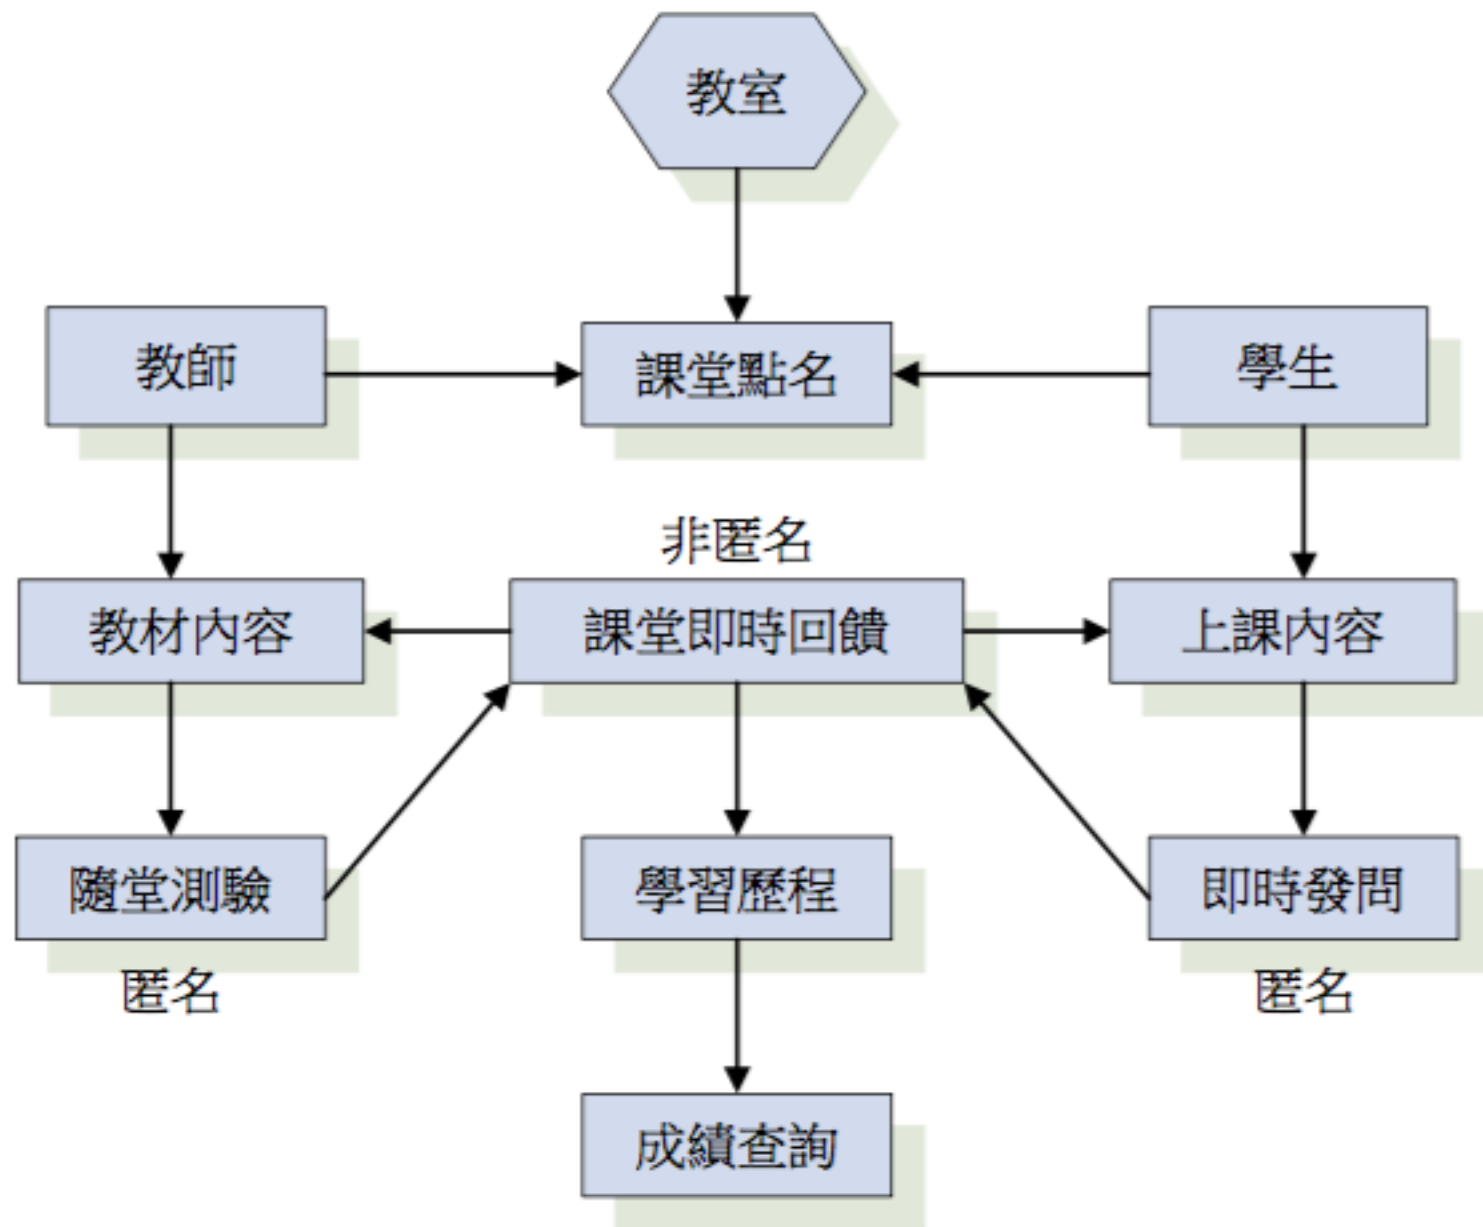 教室
教師
課堂點名
學生
非匿名
教材內容
課堂即時回饋
上課內容
隨堂測驗
學習歷程
即時發問
匿名
匿名
成績查詢